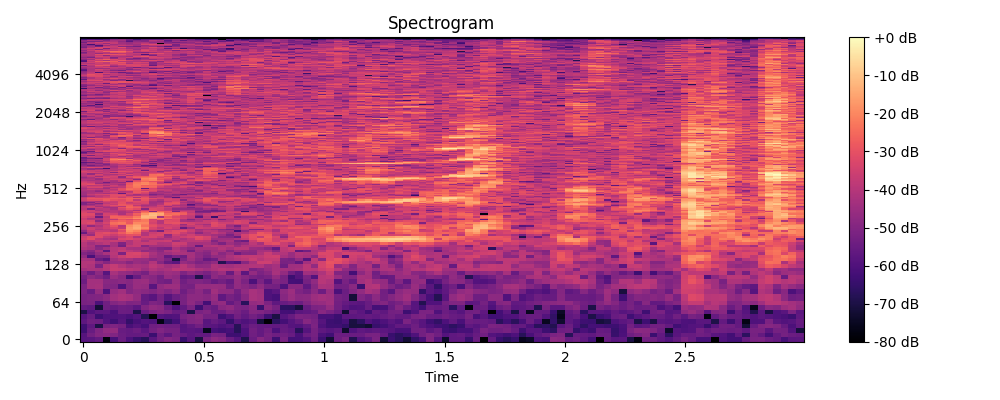 Spectrogram
4096
2048
1024
512
256
128
64
0
Hz
0
0.5
1
1.5
2
2.5
Time
+0 dB
-10 dB
-20 dB
-30 dB
-40 dB
-50 dB
-60 dB
-70 dB
-80 dB